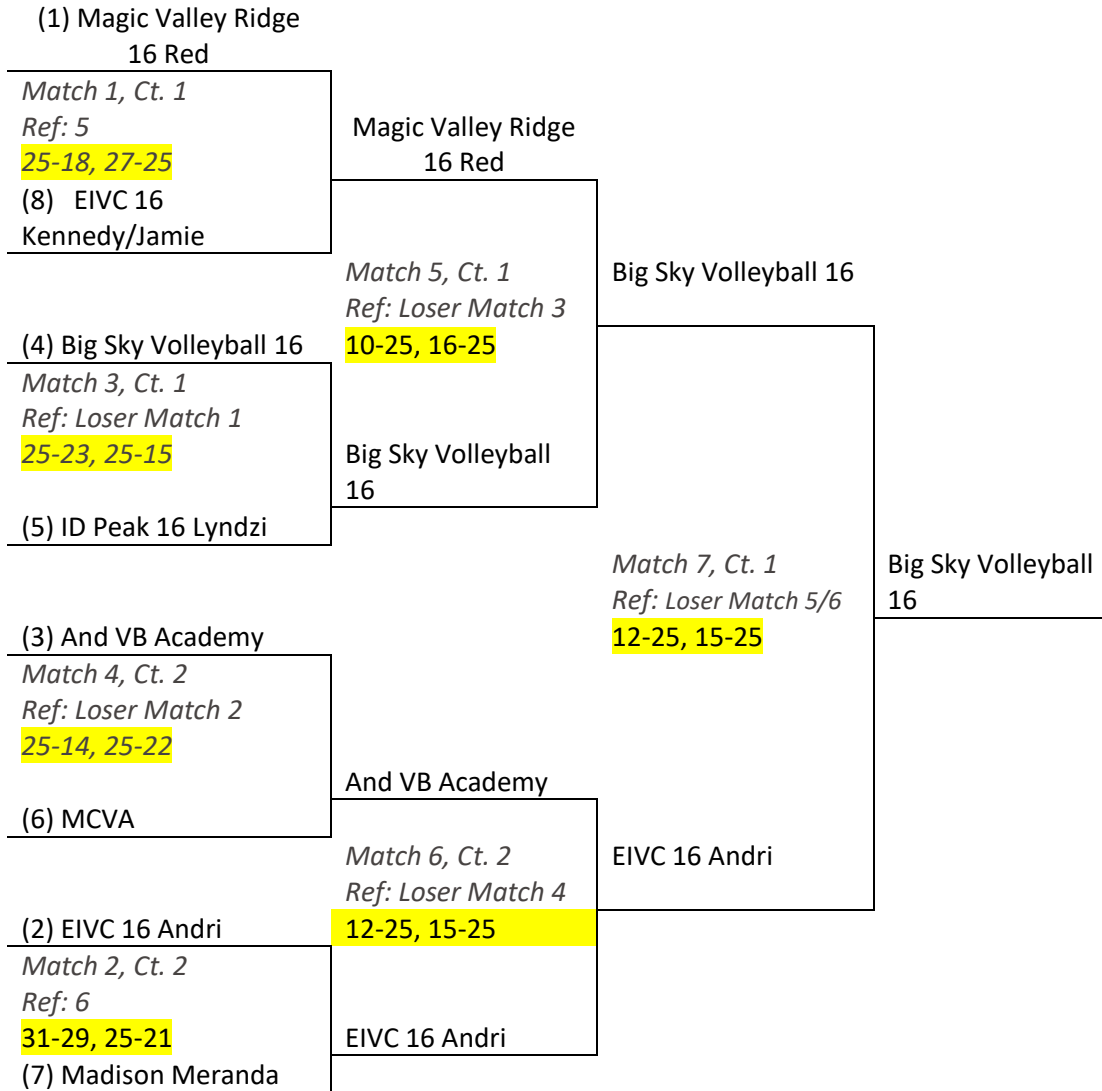 (1) Magic Valley Ridge
16 Red
Match 1, Ct. 1
Ref: 5
25-18, 27-25
(8) EIVC 16
Kennedy/Jamie
(4) Big Sky Volleyball 16
Match 3, Ct. 1
Ref: Loser Match 1
25-23, 25-15
(5) ID Peak 16 Lyndzi
(3) And VB Academy
Match 4, Ct. 2
Ref: Loser Match 2
25-14, 25-22
(6) MCVA
(2) EIVC 16 Andri
Match 2, Ct. 2
Ref: 6
31-29, 25-21
(7) Madison Meranda
Magic Valley Ridge
16 Red
Match 5, Ct. 1
Ref: Loser Match 3
10-25, 16-25
Big Sky Volleyball
16
And VB Academy
Match 6, Ct. 2
Ref: Loser Match 4
12-25, 15-25
EIVC 16 Andri
Big Sky Volleyball 16
Match 7, Ct. 1
Ref: Loser Match 5/6
12-25, 15-25
EIVC 16 Andri
Big Sky Volleyball
16